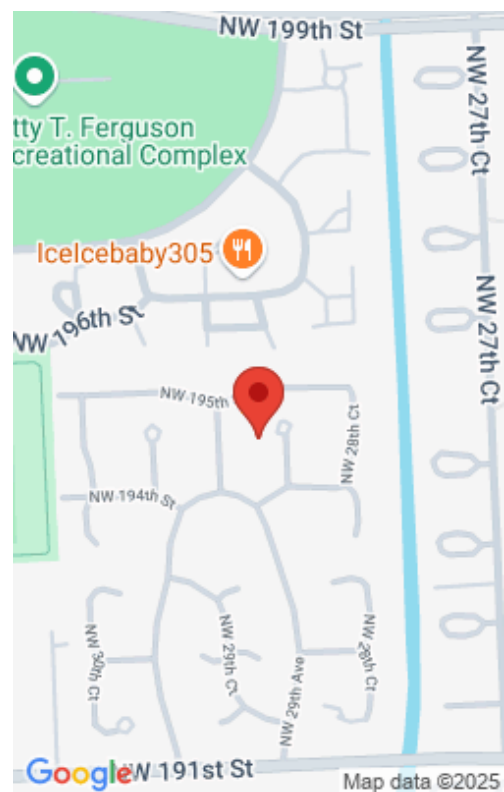 NW 199th St
NW 27th Ct
tty T. Ferguson
creational Complex
IceIcebaby305
NW 196th St
NW 27th Ct
NW 195th
NW 28th Ct
NW 194th St
NW 30th Ct
NW 29th Ct
NW 29th Ave
NW 28th Ct
Google
NW 191st St
Map data ©2025